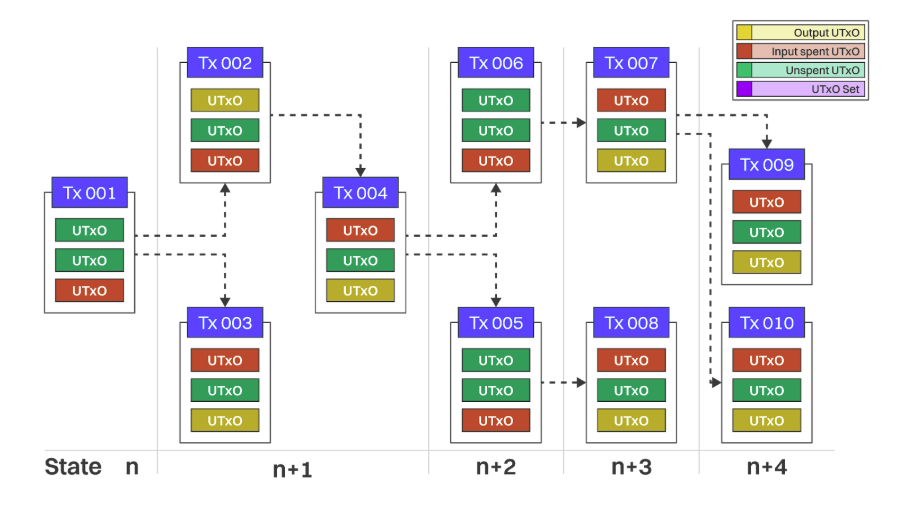 Output UTxO
Input spent UTxO
Unspent UTxO
UTxO Set
Tx 001
UTxO
UTxO
UTxO
Tx 002
UTxO
UTxO
UTxO
Tx 003
UTxO
UTxO
UTxO
Tx 004
UTxO
UTxO
UTxO
Tx 006
UTxO
UTxO
UTxO
Tx 005
UTxO
UTxO
UTxO
Tx 007
UTxO
UTxO
UTxO
Tx 008
UTxO
UTxO
UTxO
Tx 009
UTxO
UTxO
UTxO
Tx 010
UTxO
UTxO
UTxO
State n n+1 n+2 n+3 n+4